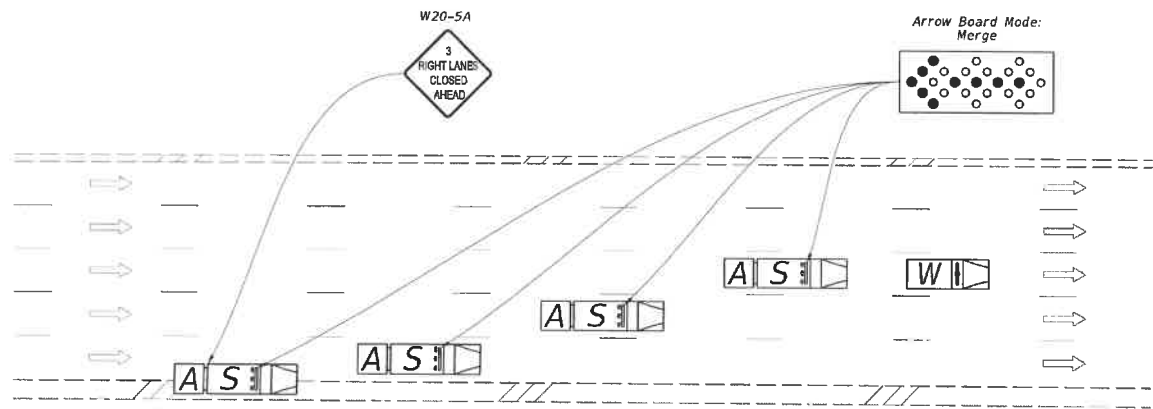 W20-5A
3
RIGHT LANES
CLOSED
AHEAD
Arrow Board Mode:
Merge
A S W
A S
A S
A S